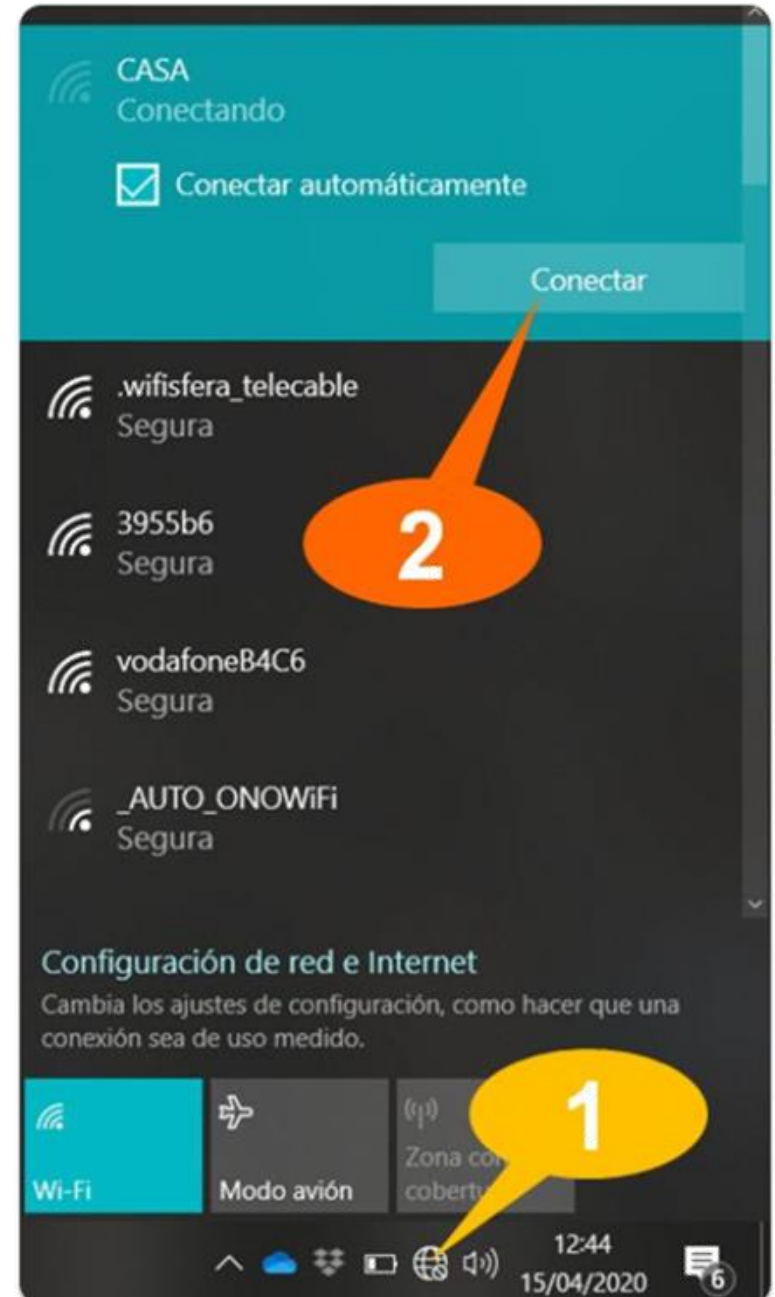 CASA
Conectando
Conectar automáticamente
Conectar
.wifisfera_telecable
Segura
3955b6
Segura
2
vodafoneB4C6
Segura
_AUTO_ONOWiFi
Segura
Configuración de red e Internet
Cambia los ajustes de configuración, como hacer que una
conexión sea de uso medido.
1
Wi-Fi
Modo avión
Zona
12:44
15/04/2020
6